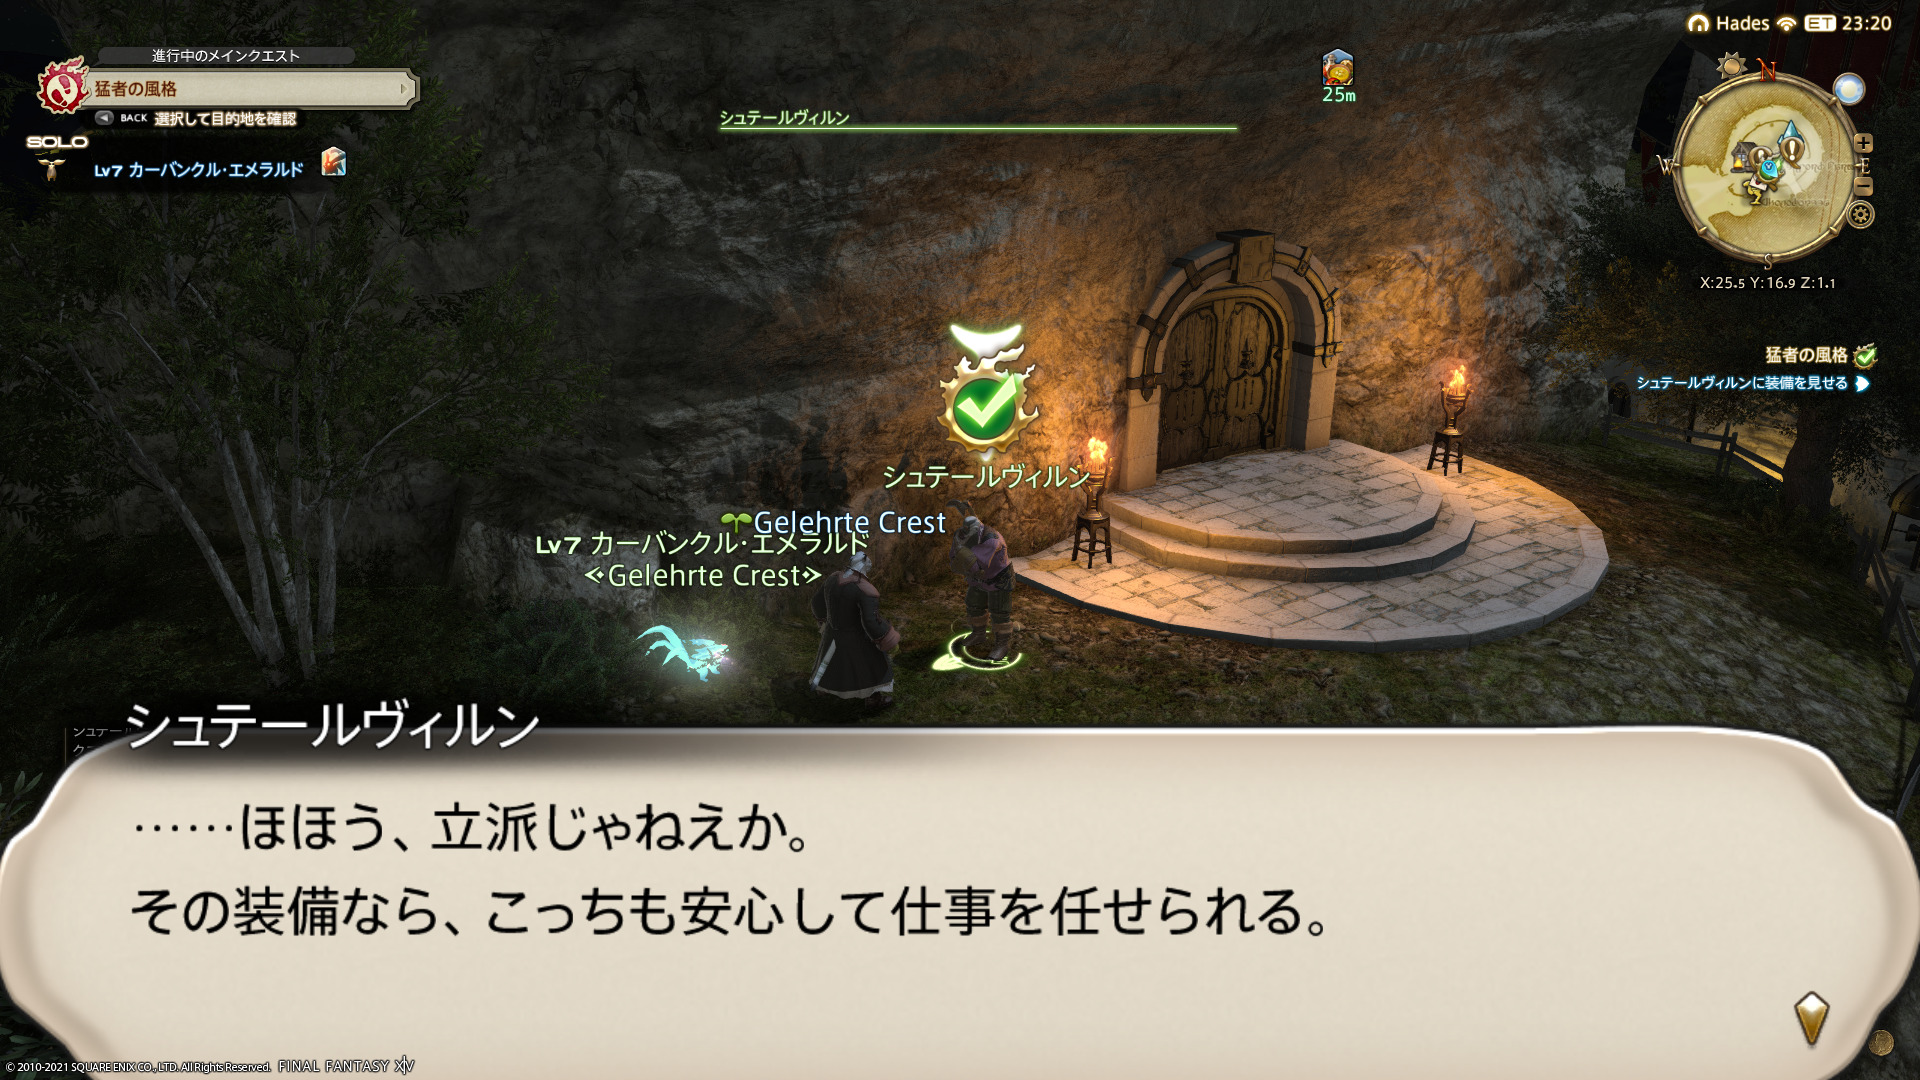 進行中のメインクエスト
猛者の風格
BACK 選択して目的地を確認
SOLO
Lv7 カーバンクル・エメラルド
シュテールヴィルン
25m
Hades ET 23:20
N
W
E
S
X:25.5 Y:16.9 Z:1.1
猛者の風格
シュテールヴィルンに装備を見せる
シュテールヴィルン
Gelehrte Crest
Lv7 カーバンクル・エメラルド
<Gelehrte Crest>
シュテールヴィルン
……ほほう、立派じゃねえか。
その装備なら、こっちも安心して仕事を任せられる。
© 2010-2021 SQUARE ENIX CO., LTD. All Rights Reserved. FINAL FANTASY XIV